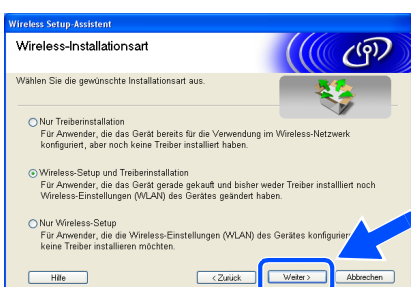 Wireless Setup-Assistent
Wireless-Installationsart
Wählen Sie die gewünschte Installationsart aus.
Nur Treiberinstallation
Für Anwender, die das Gerät bereits für die Verwendung im Wireless-Netzwerk
konfiguriert, aber noch keine Treiber installiert haben.
Wireless-Setup und Treiberinstallation
Für Anwender, die das Gerät gerade gekauft und bisher weder Treiber installliert noch
Wireless-Einstellungen (WLAN) des Gerätes geändert haben.
Nur Wireless-Setup
Für Anwender, die die Wireless-Einstellungen (WLAN) des Gerätes
keine Treiber installieren möchten.
Hilfe
< Zurück
Weiter >
Abbrechen